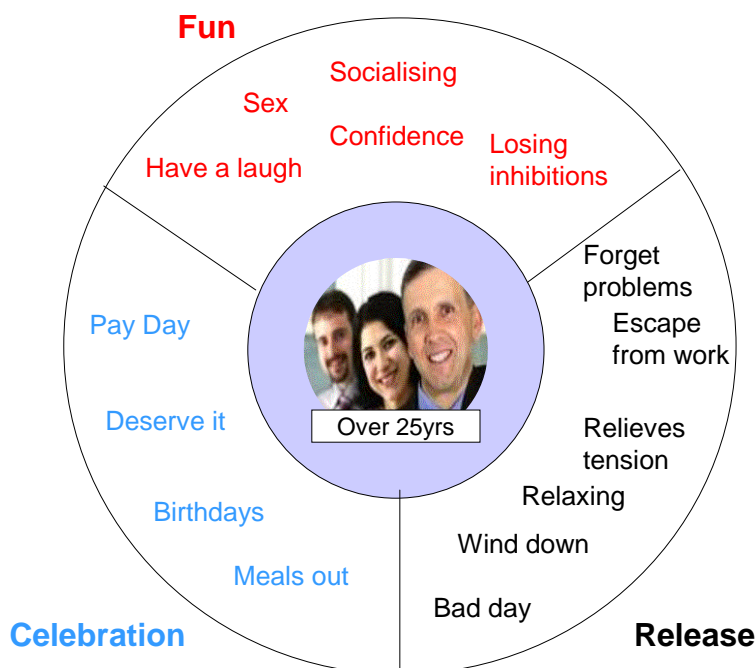 Fun
Socialising
Sex
Confidence
Losing
inhibitions
Have a laugh
Forget
problems
Escape
from work
Relieves
tension
Relaxing
Wind down
Bad day
Release
Pay Day
Deserve it
Birthdays
Meals out
Celebration
Over 25yrs